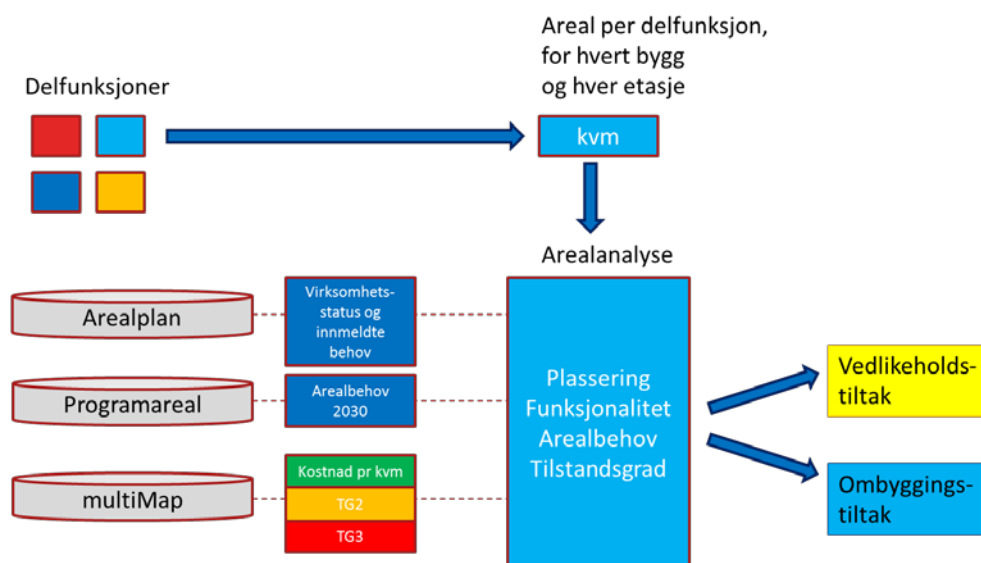 Areal per delfunksjon,
for hvert bygg
og hver etasje
Delfunksjoner
kvm
Arealanalyse
Arealplan
Virksomhets-
status og
innmeldte
behov
Programareal
Arealbehov
2030
multiMap
Kostnad pr kvm
TG2
TG3
Plassering
Funksjonalitet
Arealbehov
Tilstandsgrad
Vedlikeholds-
tiltak
Ombyggings-
tiltak